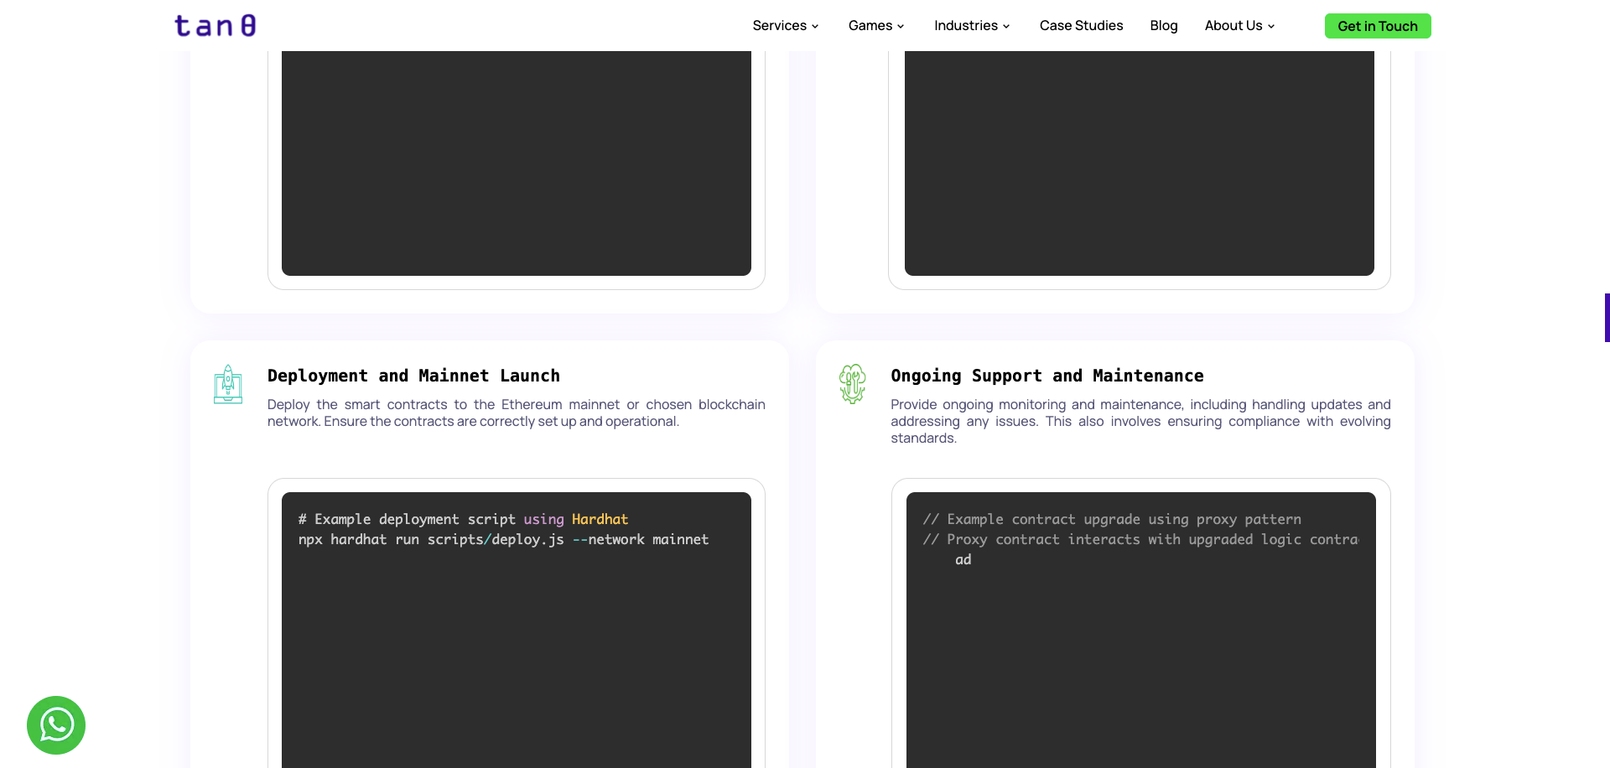 tanθ
Services
Games
Industries
Case Studies
Blog
About Us
Get in Touch
Deployment and Mainnet Launch
Deploy the smart contracts to the Ethereum mainnet or chosen blockchain
network. Ensure the contracts are correctly set up and operational.
# Example deployment script using Hardhat
npx hardhat run scripts/deploy.js --network mainnet
Ongoing Support and Maintenance
Provide ongoing monitoring and maintenance, including handling updates and
addressing any issues. This also involves ensuring compliance with evolving
standards.
// Example contract upgrade using proxy pattern
// Proxy contract interacts with upgraded logic contra
ad